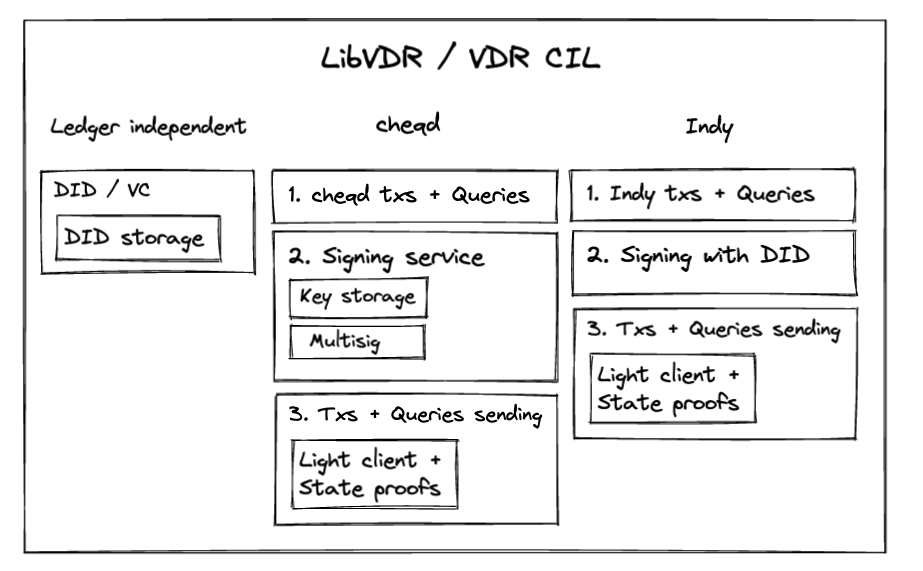 LibVDR / VDR CIL
Ledger independent
DID / VC
DID storage
cheqd
1. cheqd txs + Queries
2. Signing service
Key storage
Multisig
3. Txs + Queries sending
Light client +
State proofs
Indy
1. Indy txs + Queries
2. Signing with DID
3. Txs + Queries sending
Light client +
State proofs